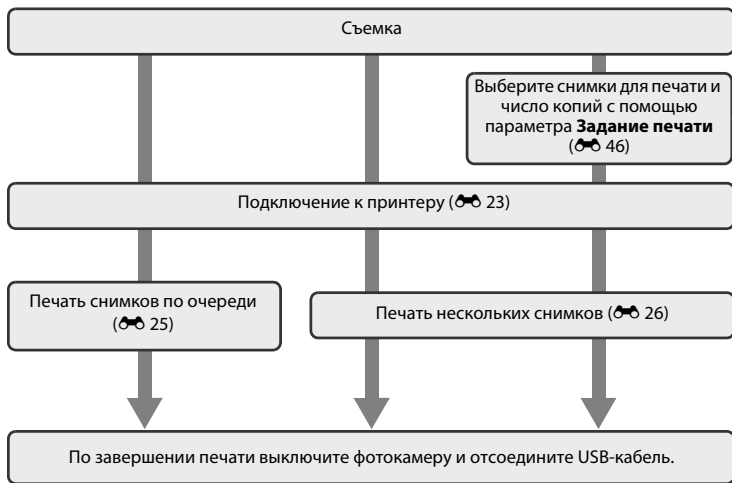 Съемка
Выберите снимки для печати и
число копий с помощью
параметра Задание печати
(46)
Подключение к принтеру (23)
Печать снимков по очереди
(25)
Печать нескольких снимков (26)
По завершении печати выключите фотокамеру и отсоедините USB-кабель.